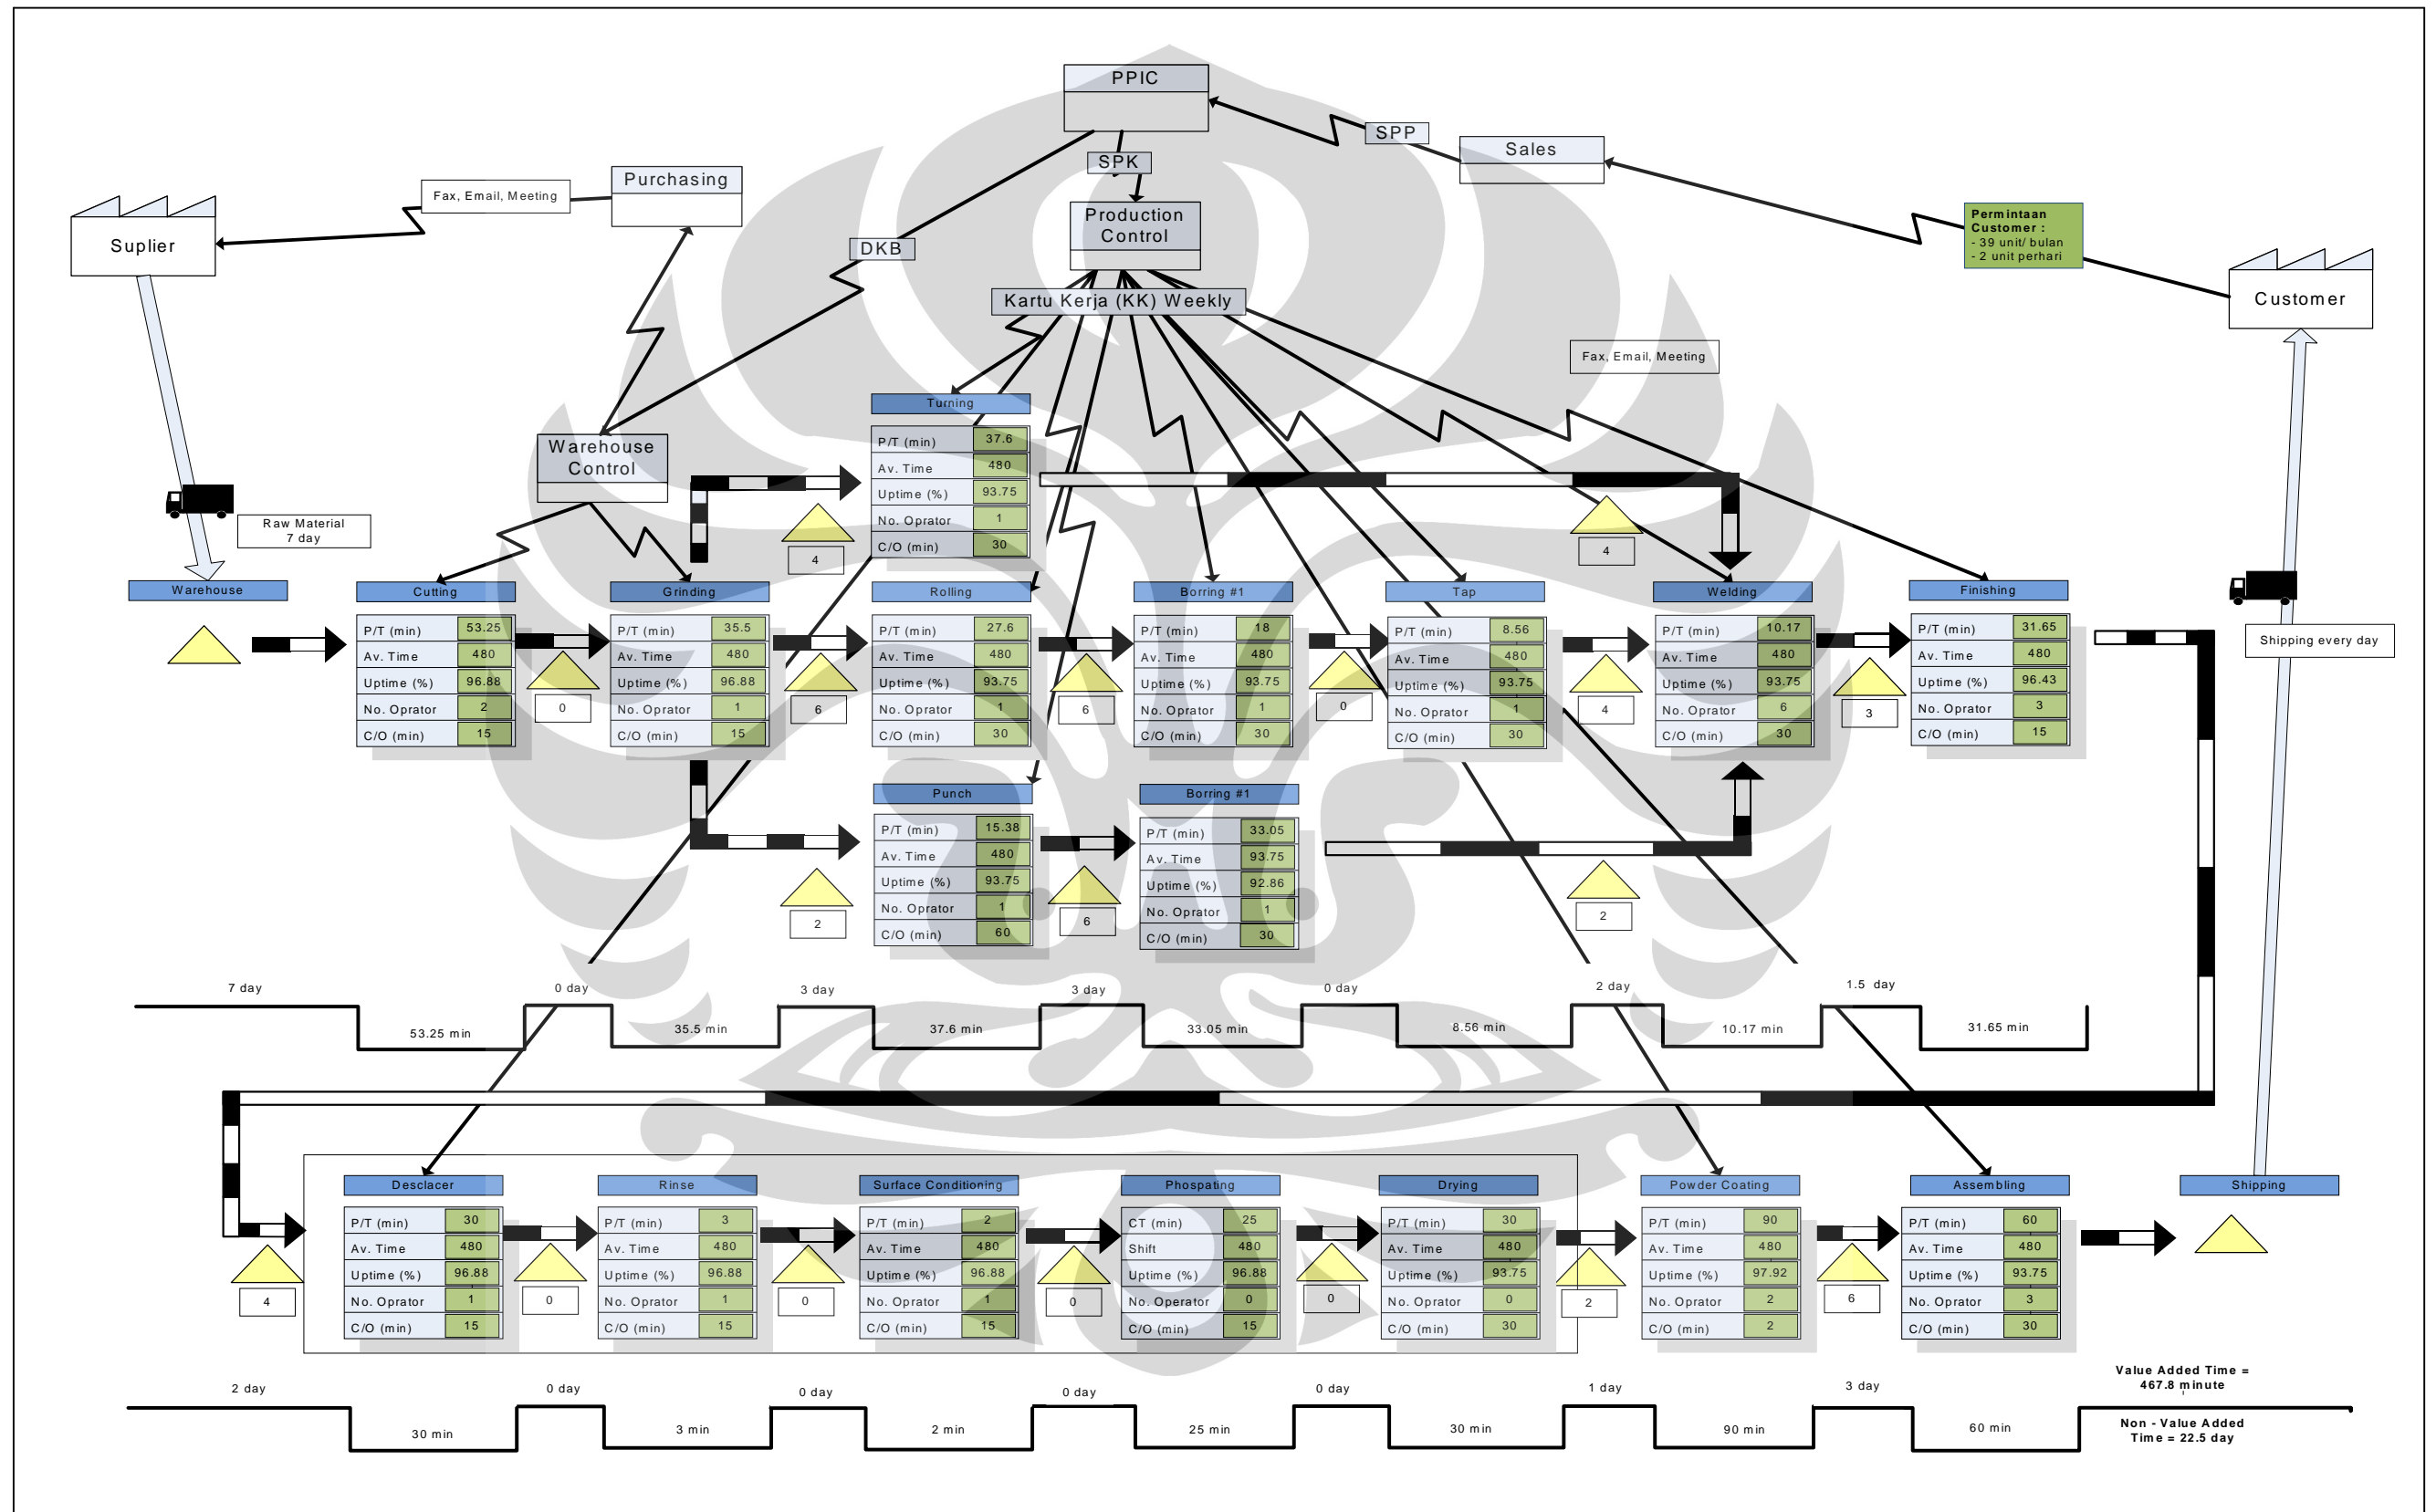 PPIC
SPP
SPK
Sales
Purchasing
Fax, Email, Meeting
Suplier
Production
Control
DKB
Permintaan
Customer :
- 39 unit/ bulan
- 2 unit perhari
Customer
Kartu Kerja (KK) Weekly
Fax, Email, Meeting
Warehouse
Control
Raw Material
7 day
Shipping every day
Turning
P/T (min) 37.6
Av. Time 480
Uptime (%) 93.75
No. Oprator 1
C/O (min) 30
4
4
Warehouse
Cutting
P/T (min) 53.25
Av. Time 480
Uptime (%) 96.88
No. Oprator 2
C/O (min) 15
0
Grinding
P/T (min) 35.5
Av. Time 480
Uptime (%) 96.88
No. Oprator 1
C/O (min) 15
6
Rolling
P/T (min) 27.6
Av. Time 480
Uptime (%) 93.75
No. Oprator 1
C/O (min) 30
6
Borring #1
P/T (min) 18
Av. Time 480
Uptime (%) 93.75
No. Oprator 1
C/O (min) 30
0
Tap
P/T (min) 8.56
Av. Time 480
Uptime (%) 93.75
No. Oprator 1
C/O (min) 30
4
Welding
P/T (min) 10.17
Av. Time 480
Uptime (%) 93.75
No. Oprator 6
C/O (min) 30
3
Finishing
P/T (min) 31.65
Av. Time 480
Uptime (%) 96.43
No. Oprator 3
C/O (min) 15
2
Punch
P/T (min) 15.38
Av. Time 480
Uptime (%) 93.75
No. Oprator 1
C/O (min) 60
6
Borring #1
P/T (min) 33.05
Av. Time 93.75
Uptime (%) 92.86
No. Oprator 1
C/O (min) 30
2
7 day
53.25 min
0 day
35.5 min
3 day
37.6 min
3 day
33.05 min
0 day
8.56 min
2 day
10.17 min
1.5 day
31.65 min
4
Desclacer
P/T (min) 30
Av. Time 480
Uptime (%) 96.88
No. Oprator 1
C/O (min) 15
0
Rinse
P/T (min) 3
Av. Time 480
Uptime (%) 96.88
No. Oprator 1
C/O (min) 15
0
Surface Conditioning
P/T (min) 2
Av. Time 480
Uptime (%) 96.88
No. Oprator 1
C/O (min) 15
0
Phospating
CT (min) 25
Shift 480
Uptime (%) 96.88
No. Operator 0
C/O (min) 15
0
Drying
P/T (min) 30
Av. Time 480
Uptime (%) 93.75
No. Oprator 0
C/O (min) 30
2
Powder Coating
P/T (min) 90
Av. Time 480
Uptime (%) 97.92
No. Oprator 2
C/O (min) 2
6
Assembling
P/T (min) 60
Av. Time 480
Uptime (%) 93.75
No. Oprator 3
C/O (min) 30
Shipping
2 day
30 min
0 day
3 min
0 day
2 min
0 day
25 min
0 day
30 min
1 day
90 min
3 day
60 min
Value Added Time =
467.8 minute
Non - Value Added
Time = 22.5 day